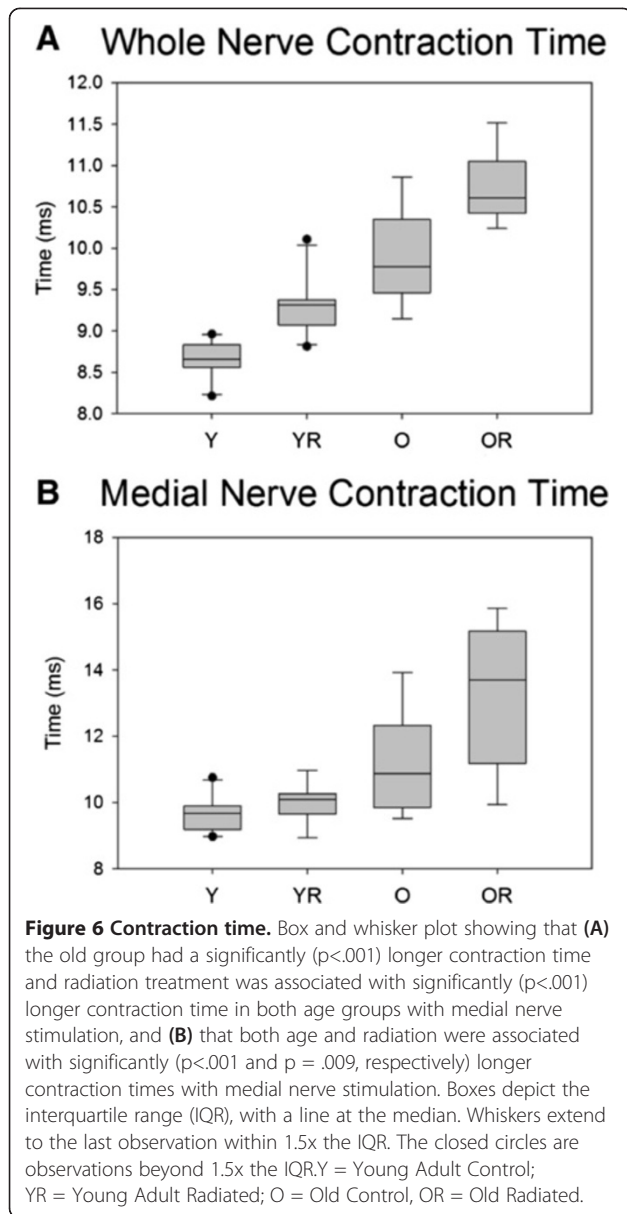 A Whole Nerve Contraction Time
12.0
11.5
11.0
10.5
10.0
9.5
9.0
8.5
8.0
Time (ms)
Y YR O OR
B Medial Nerve Contraction Time
18
16
14
12
10
8
Time (ms)
Y YR O OR
Figure 6 Contraction time. Box and whisker plot showing that (A)
the old group had a significantly (p<.001) longer contraction time
and radiation treatment was associated with significantly (p<.001)
longer contraction time in both age groups with medial nerve
stimulation, and (B) that both age and radiation were associated
with significantly (p<.001 and p = .009, respectively) longer
contraction times with medial nerve stimulation. Boxes depict the
interquartile range (IQR), with a line at the median. Whiskers extend
to the last observation within 1.5x the IQR. The closed circles are
observations beyond 1.5x the IQR.Y = Young Adult Control;
YR = Young Adult Radiated; O = Old Control, OR = Old Radiated.